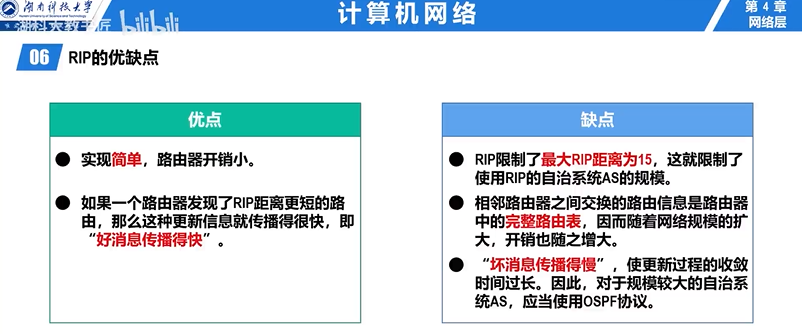 湖南科技大学
Hunan University of Science and Technology
湖科大教书匠 bilibili
计算机网络
第 4 章
网络层
06 RIP的优缺点
优点
● 实现简单，路由器开销小。
● 如果一个路由器发现了RIP距离更短的路
由，那么这种更新信息就传播得很快，即
“好消息传播得快”。
缺点
● RIP限制了最大RIP距离为15，这就限制了
使用RIP的自治系统AS的规模。
● 相邻路由器之间交换的路由信息是路由器
中的完整路由表，因而随着网络规模的扩
大，开销也随之增大。
● “坏消息传播得慢”，使更新过程的收敛
时间过长。因此，对于规模较大的自治系
统AS，应当使用OSPF协议。